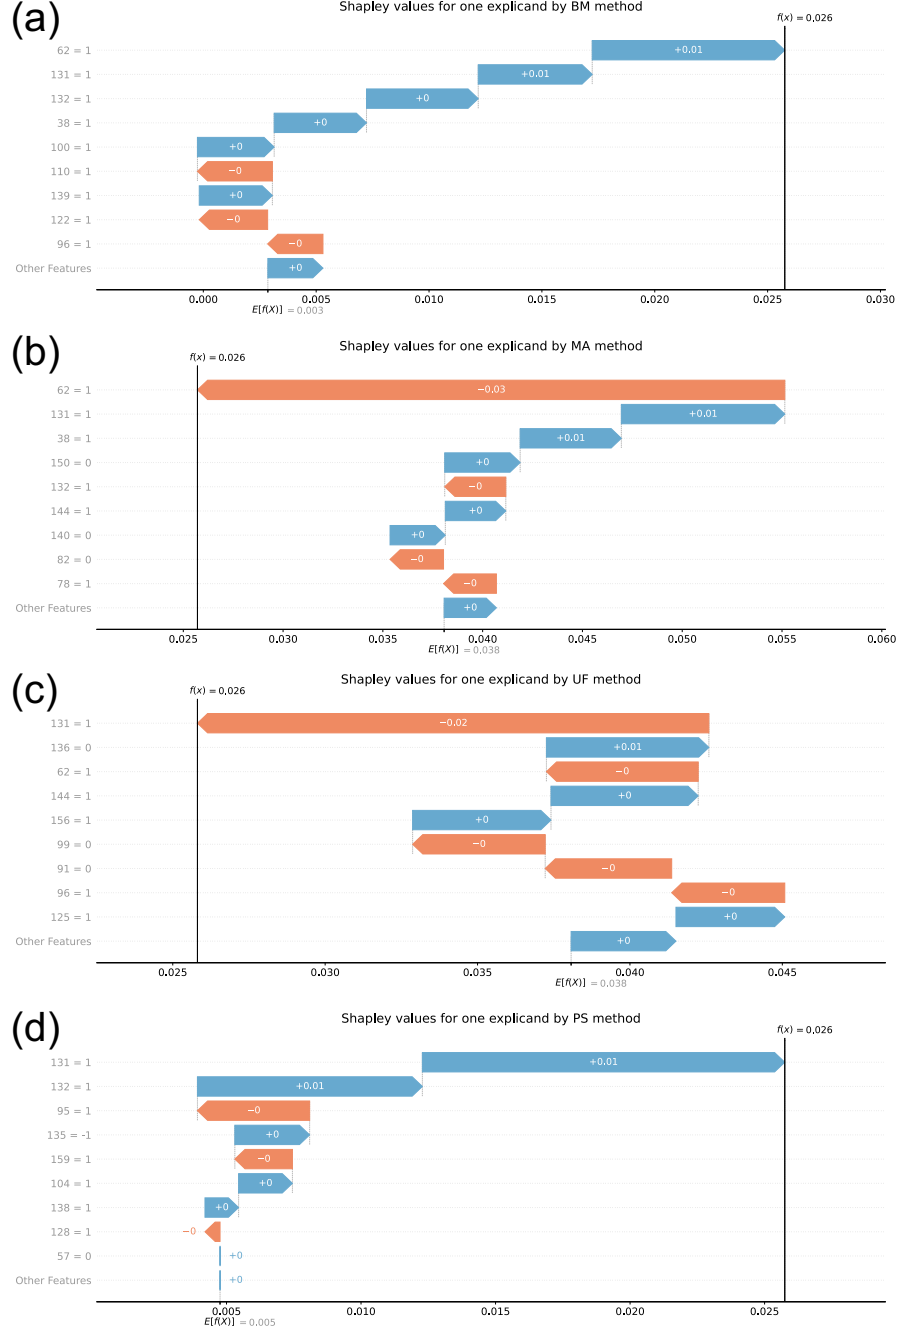 (a)
Shapley values for one explicand by BM method
f(x) = 0.026
62 = 1
+0.01
131 = 1
+0.01
132 = 1
+0
38 = 1
+0
100 = 1
+0
110 = 1
−0
139 = 1
+0
122 = 1
−0
96 = 1
−0
Other Features
+0
0.000 0.005 0.010 0.015 0.020 0.025 0.030
E[f(X)] = 0.003
(b)
Shapley values for one explicand by MA method
f(x) = 0.026
62 = 1
−0.03
131 = 1
+0.01
38 = 1
+0.01
150 = 0
+0
132 = 1
−0
144 = 1
+0
140 = 0
+0
82 = 0
−0
78 = 1
−0
Other Features
+0
0.025 0.030 0.035 0.040 0.045 0.050 0.055 0.060
E[f(X)] = 0.038
(c)
Shapley values for one explicand by UF method
f(x) = 0.026
131 = 1
−0.02
136 = 0
+0.01
62 = 1
−0
144 = 1
+0
156 = 1
+0
99 = 0
−0
91 = 0
−0
96 = 1
−0
125 = 1
+0
Other Features
+0
0.025 0.030 0.035 0.040 0.045
E[f(X)] = 0.038
(d)
Shapley values for one explicand by PS method
f(x) = 0.026
131 = 1
+0.01
132 = 1
+0.01
95 = 1
−0
135 = -1
+0
159 = 1
−0
104 = 1
+0
138 = 1
+0
128 = 1
−0
57 = 0
+0
Other Features
+0
0.005 0.010 0.015 0.020 0.025
E[f(X)] = 0.005